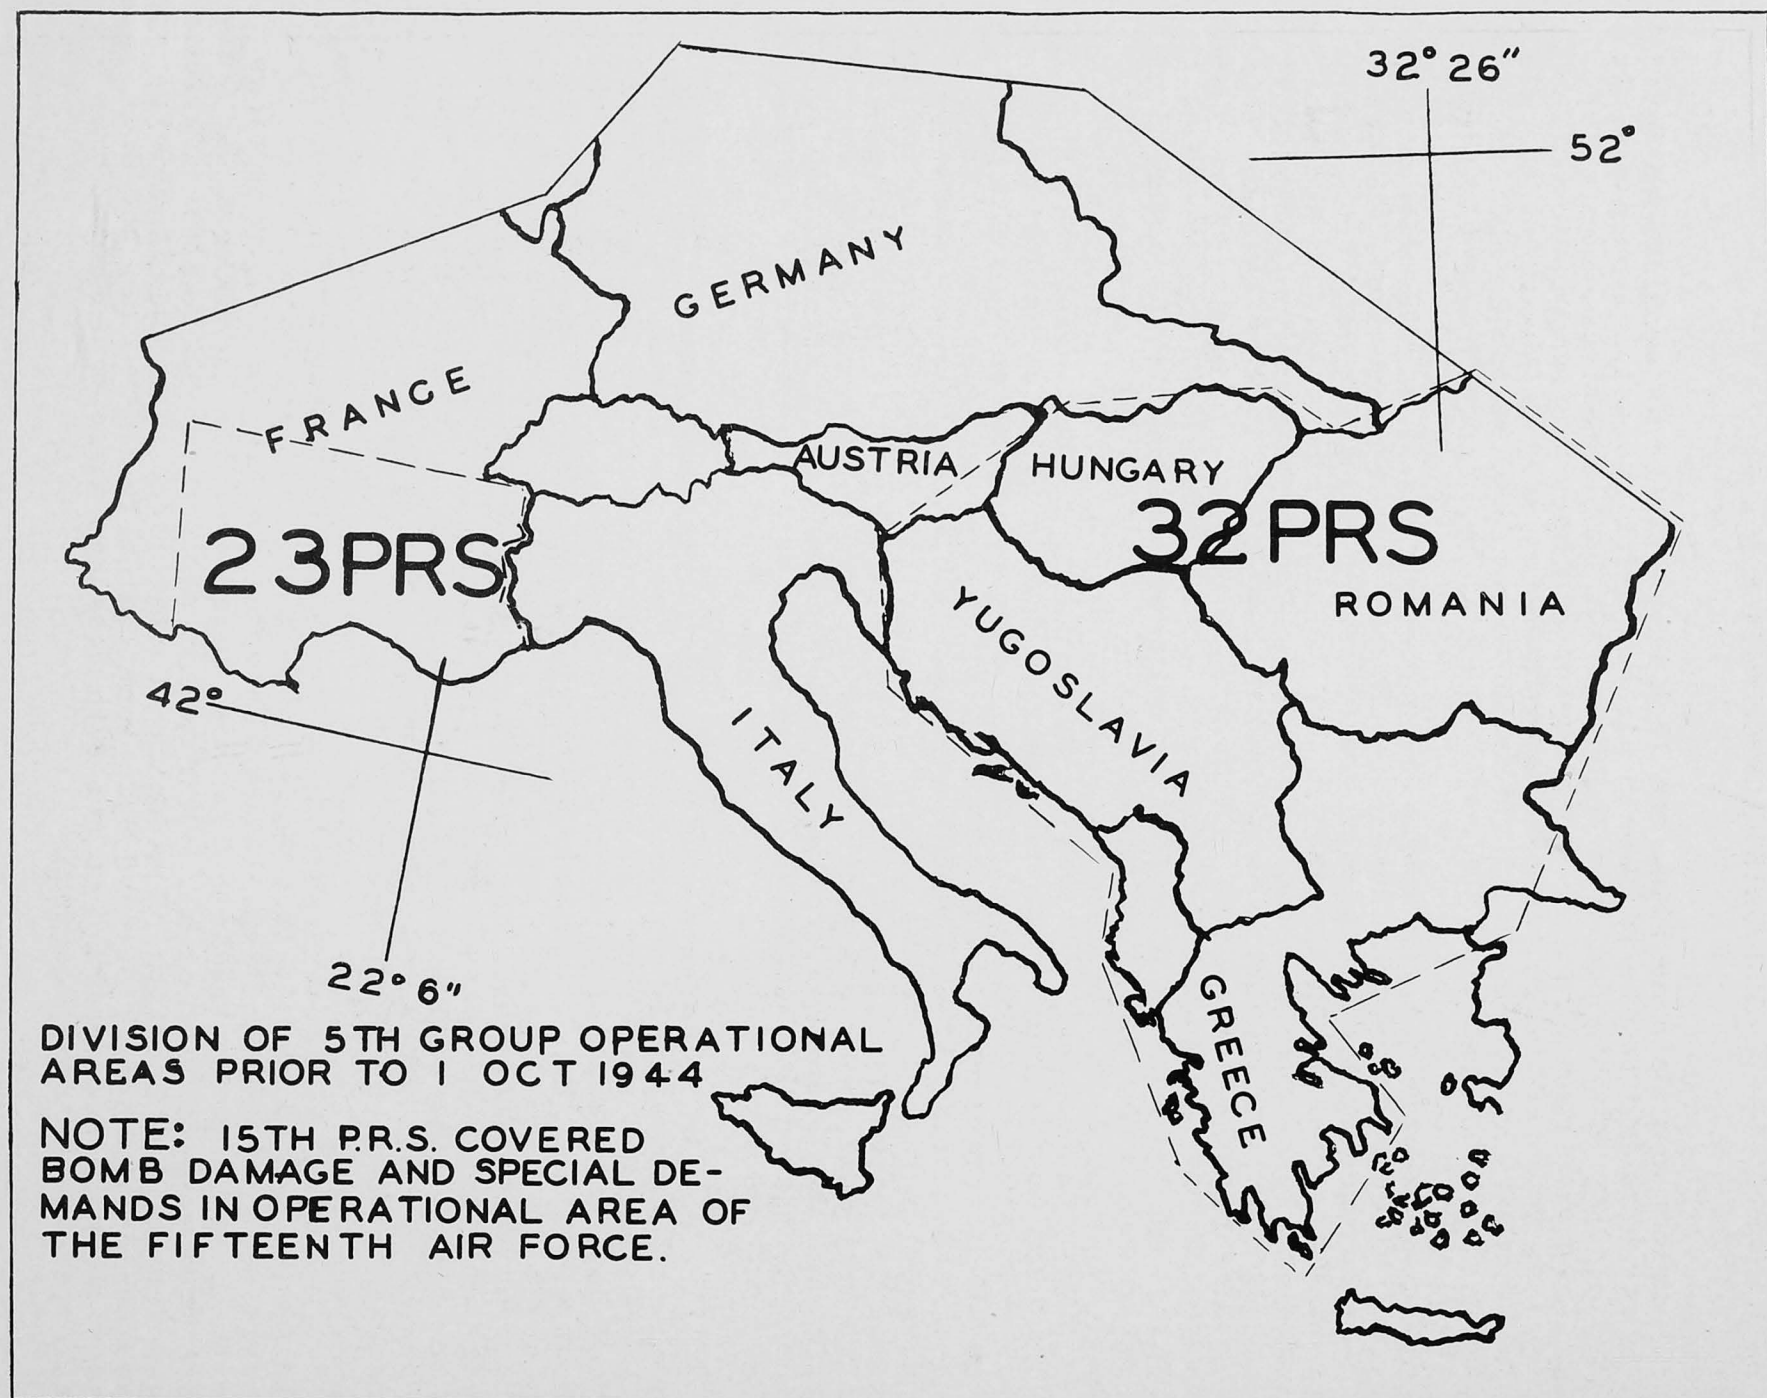 32° 26"
52°
GERMANY
FRANCE
AUSTRIA
HUNGARY
23PRS
32PRS
ROMANIA
YUGOSLAVIA
42°
ITALY
22° 6"
GREECE
DIVISION OF 5TH GROUP OPERATIONAL
AREAS PRIOR TO 1 OCT 1944
NOTE: 15TH P.R.S. COVERED
BOMB DAMAGE AND SPECIAL DE-
MANDS IN OPERATIONAL AREA OF
THE FIFTEENTH AIR FORCE.